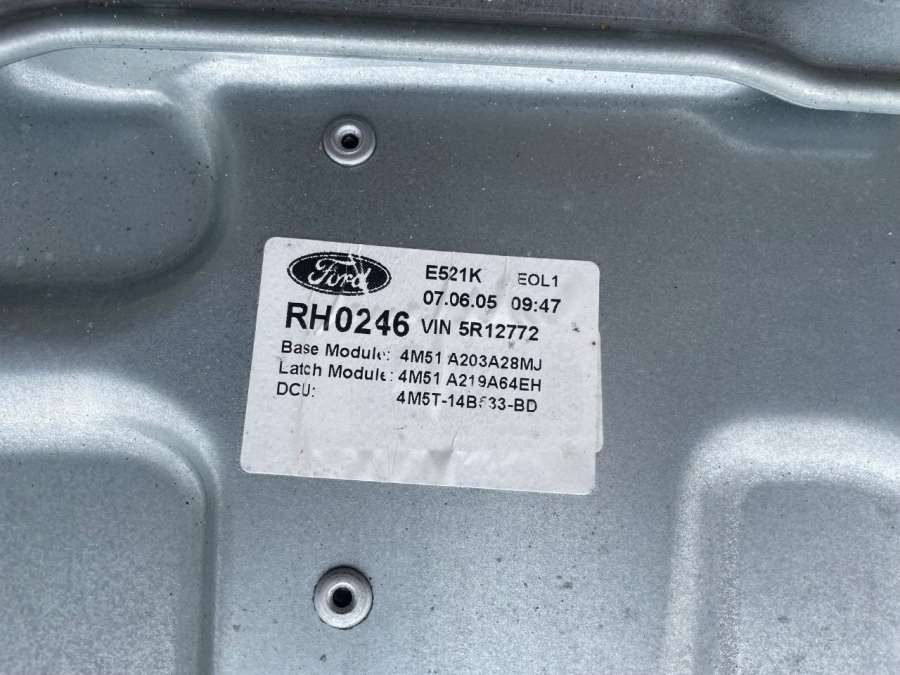 Ford
E521K EOL1
07.06.05 09:47
RH0246 VIN 5R12772
Base Module: 4M51 A203A28MJ
Latch Module: 4M51 A219A64EH
DCU: